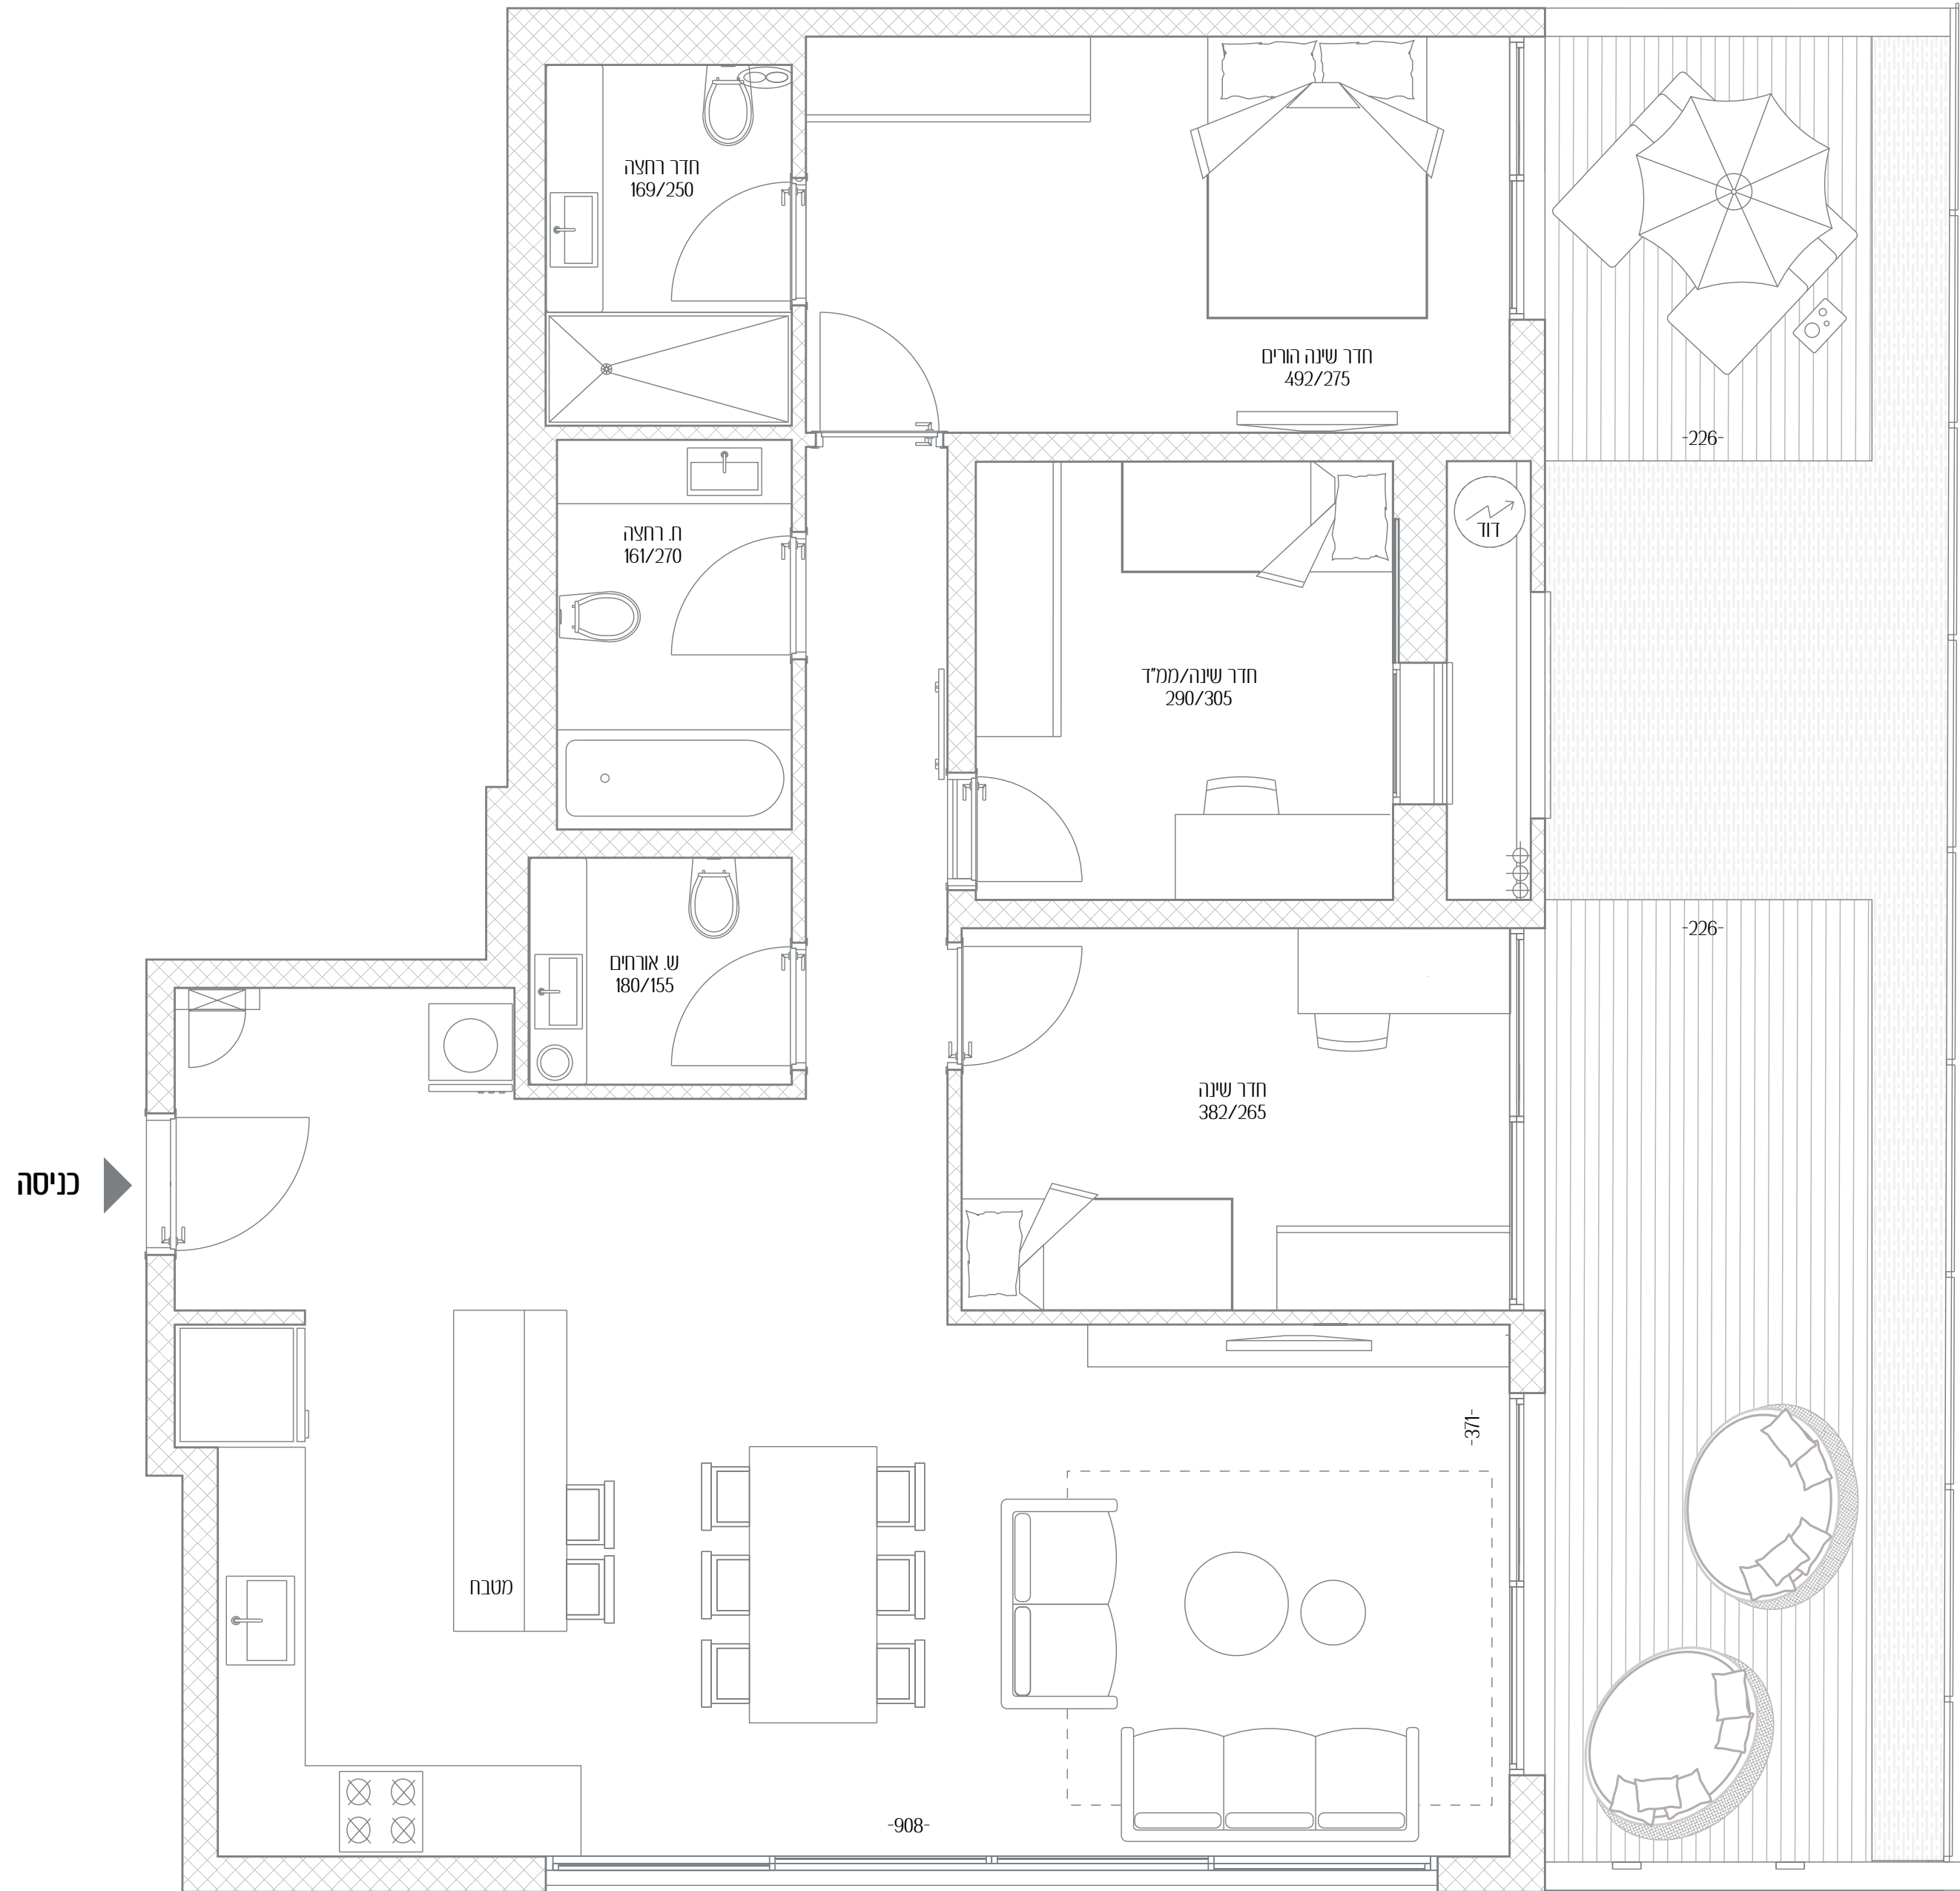 חדר רחצה
169/250
חדר שינה הורים
492/275
-226-
דוד
ח. רחצה
161/270
חדר שינה/ממ"ד
290/305
-226-
ש. אורחים
180/155
חדר שינה
382/265
כניסה
-371-
מטבח
-908-